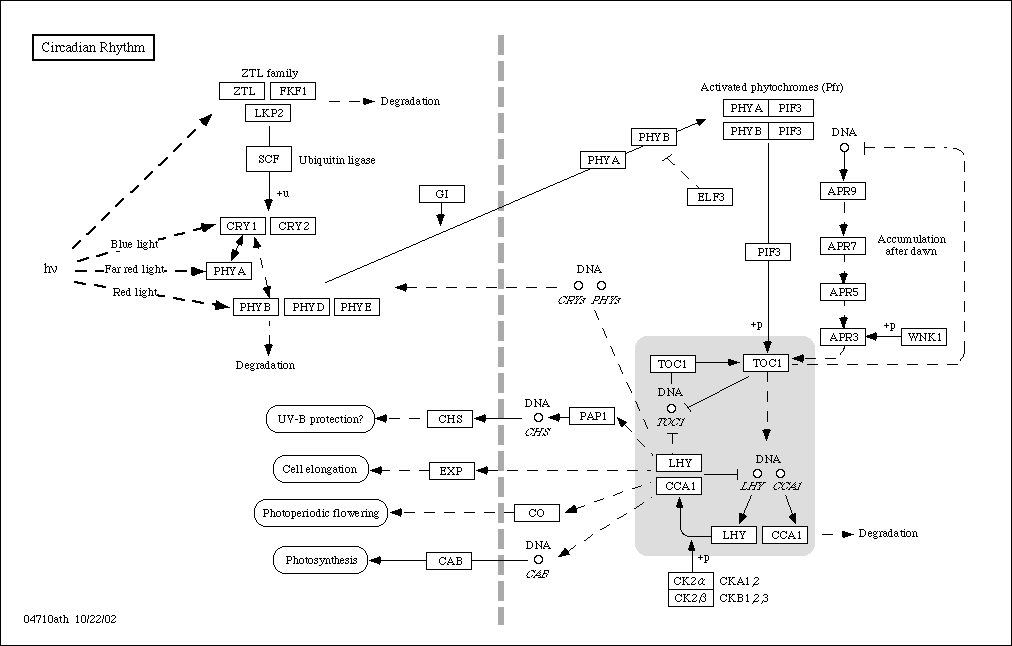 Circadian Rhythm
ZTL family
ZTL
FKF1
LKP2
Degradation
SCF
Ubiquitin ligase
+u
CRY1
CRY2
hν
Blue light
Far red light
Red light
PHYA
PHYB
PHYD
PHYE
Degradation
GI
PHYA
PHYB
ELF3
Activated phytochromes (Pfr)
PHYA
PIF3
PHYB
PIF3
PIF3
+p
DNA
APR9
APR7
APR5
APR3
Accumulation
after dawn
+p
WNK1
DNA
CRYs
PHYs
TOC1
TOC1
DNA
TOC1
LHY
CCA1
DNA
LHY
CCA1
LHY
CCA1
Degradation
+p
CK2α
CKA1,2
CK2β
CKB1,2,3
UV-B protection?
CHS
DNA
CHS
PAP1
Cell elongation
EXP
Photoperiodic flowering
CO
Photosynthesis
CAB
DNA
CAB
04710ath 10/22/02